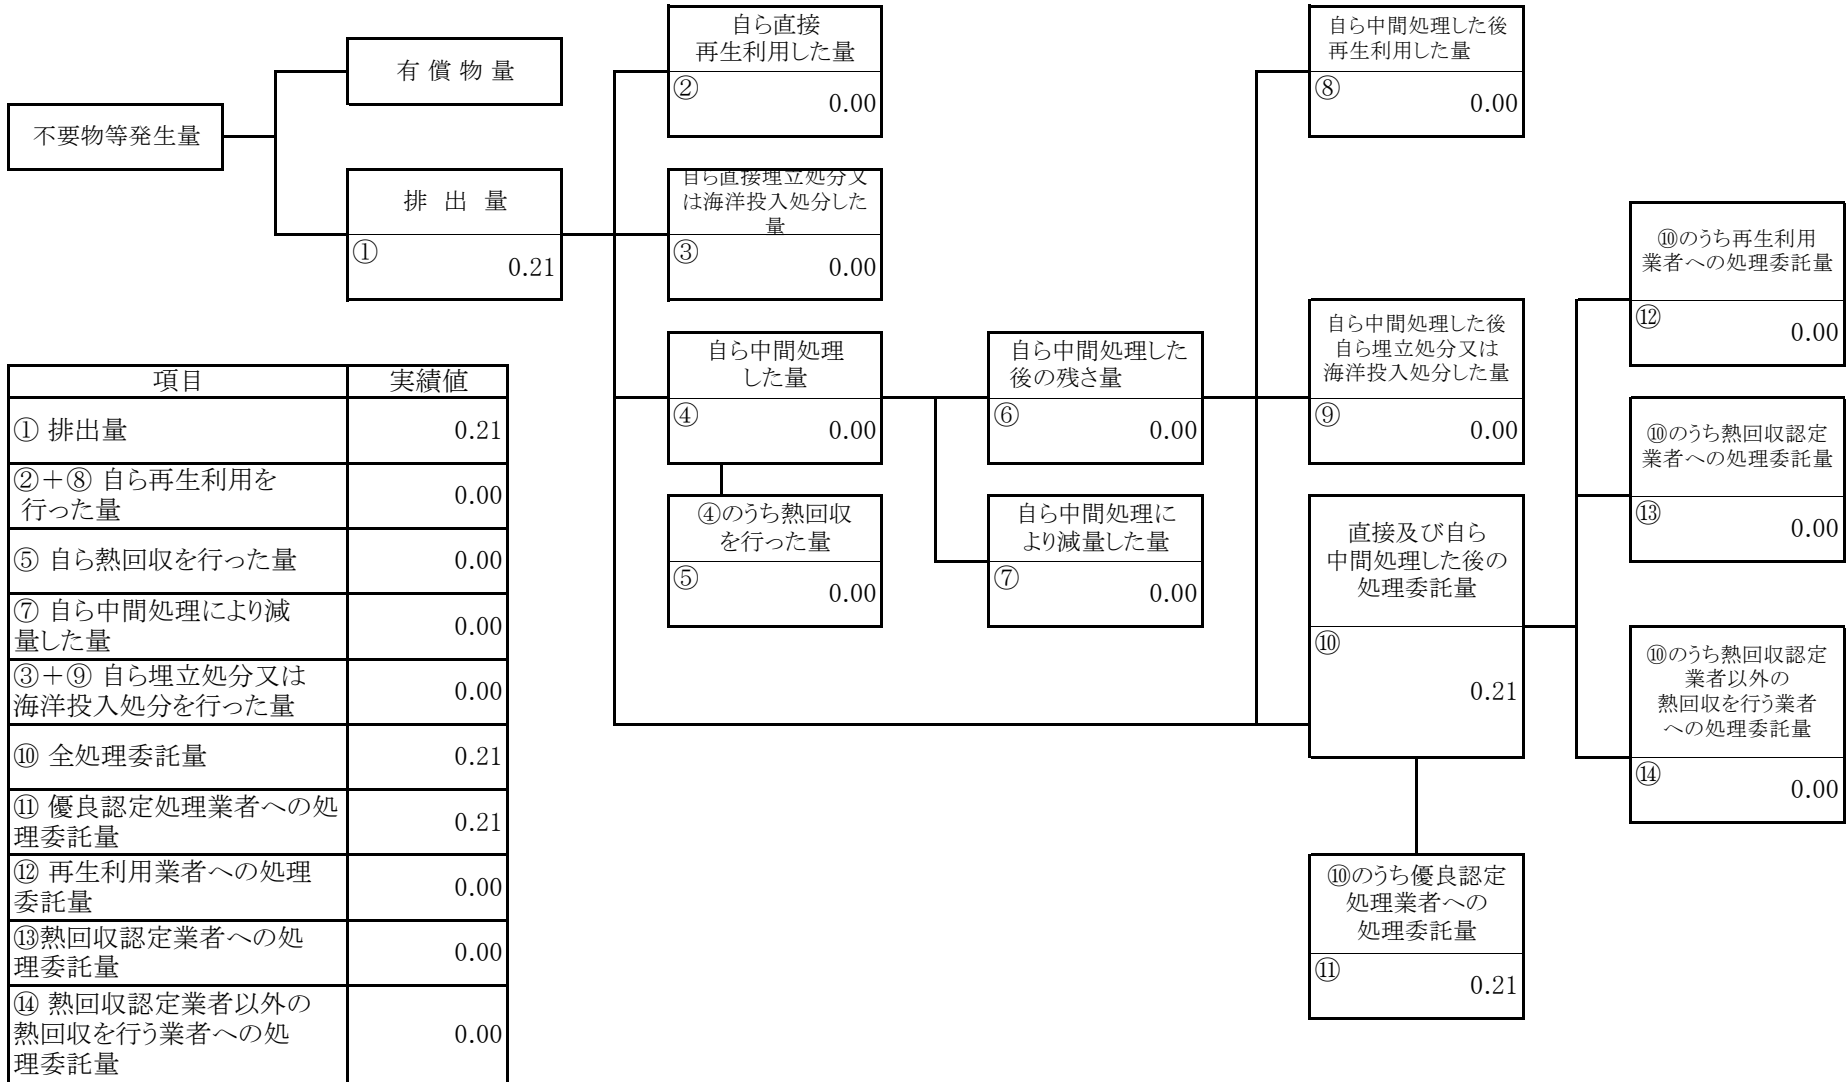 不要物等発生量
有 償 物 量
排 出 量
①
0.21
自ら直接
再生利用した量
②
0.00
自ら直接埋立処分又
は海洋投入処分した
量
③
0.00
自ら中間処理
した量
④
0.00
④のうち熱回収
を行った量
⑤
0.00
自ら中間処理した
後の残さ量
⑥
0.00
自ら中間処理に
より減量した量
⑦
0.00
自ら中間処理した後
再生利用した量
⑧
0.00
自ら中間処理した後
自ら埋立処分又は
海洋投入処分した量
⑨
0.00
直接及び自ら
中間処理した後の
処理委託量
⑩
0.21
⑩のうち優良認定
処理業者への
処理委託量
⑪
0.21
⑩のうち再生利用
業者への処理委託量
⑫
0.00
⑩のうち熱回収認定
業者への処理委託量
⑬
0.00
⑩のうち熱回収認定
業者以外の
熱回収を行う業者
への処理委託量
⑭
0.00
項目 実績値
① 排出量 0.21
②＋⑧ 自ら再生利用を
行った量 0.00
⑤ 自ら熱回収を行った量 0.00
⑦ 自ら中間処理により減
量した量 0.00
③＋⑨ 自ら埋立処分又は
海洋投入処分を行った量 0.00
⑩ 全処理委託量 0.21
⑪ 優良認定処理業者への処
理委託量 0.21
⑫ 再生利用業者への処理
委託量 0.00
⑬熱回収認定業者への処
理委託量 0.00
⑭ 熱回収認定業者以外の
熱回収を行う業者への処
理委託量 0.00